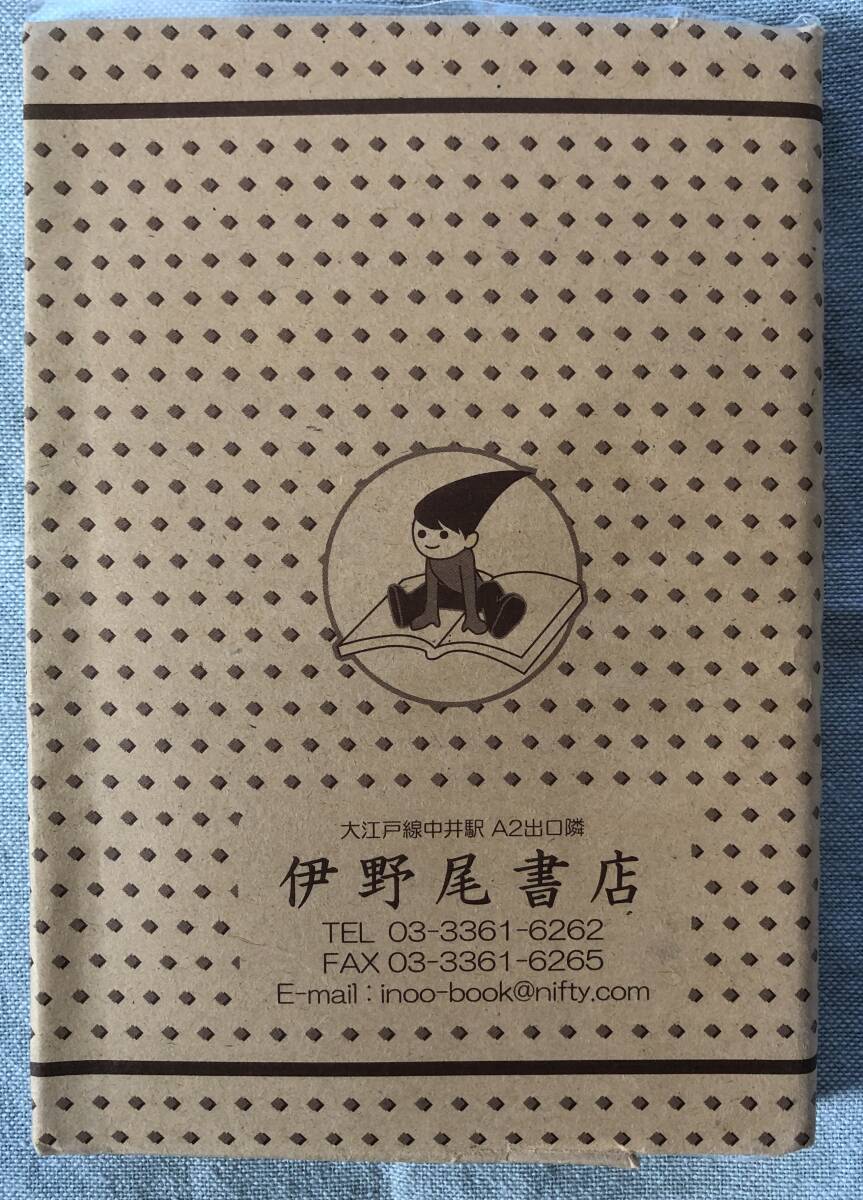 大江戸線中井駅 A2出口隣
伊野尾書店
TEL 03-3361-6262
FAX 03-3361-6265
E-mail : inoo-book@nifty.com